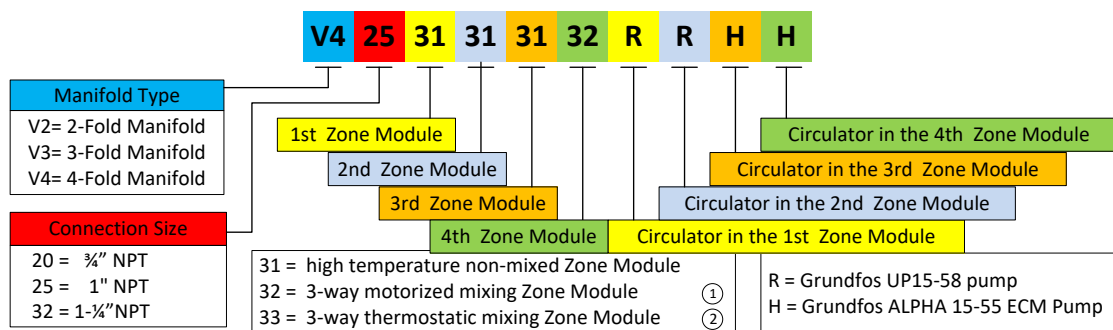 V4 25 31 31 31 32 R R H H
Manifold Type
V2= 2-Fold Manifold
V3= 3-Fold Manifold
V4= 4-Fold Manifold
Connection Size
20 = ¾” NPT
25 = 1" NPT
32 = 1-¼”NPT
1st Zone Module
2nd Zone Module
3rd Zone Module
4th Zone Module
Circulator in the 4th Zone Module
Circulator in the 3rd Zone Module
Circulator in the 2nd Zone Module
Circulator in the 1st Zone Module
31 = high temperature non-mixed Zone Module
32 = 3-way motorized mixing Zone Module ①
33 = 3-way thermostatic mixing Zone Module ②
R = Grundfos UP15-58 pump
H = Grundfos ALPHA 15-55 ECM Pump